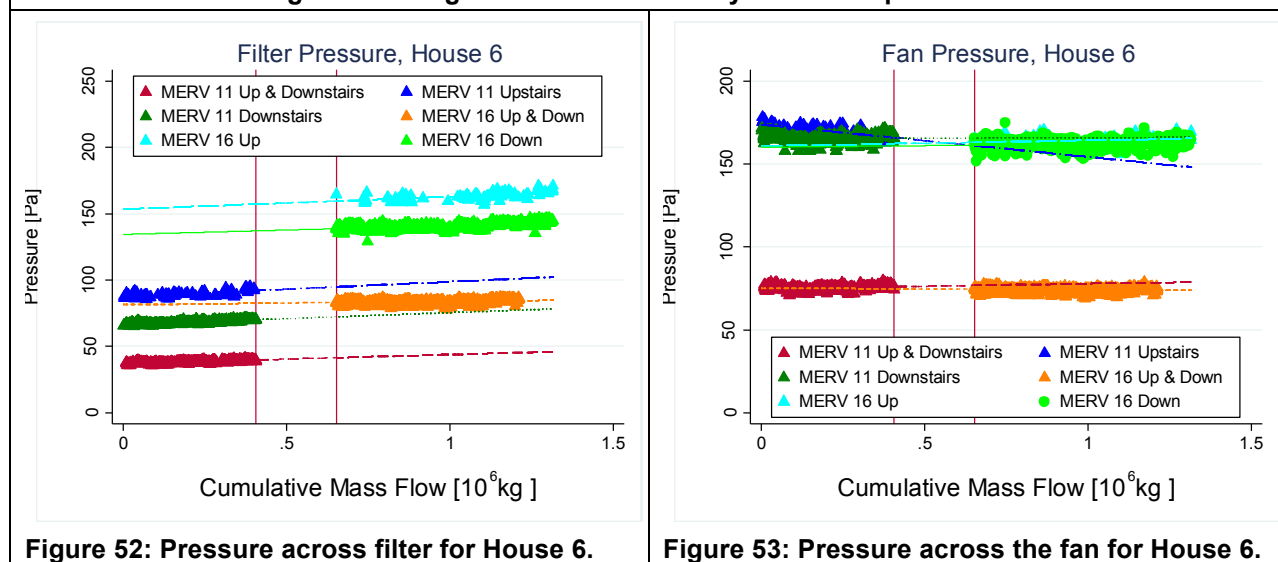 Filter Pressure, House 6
250
200
150
100
50
0
Pressure [Pa]
MERV 11 Up & Downstairs
MERV 11 Upstairs
MERV 11 Downstairs
MERV 16 Up & Down
MERV 16 Up
MERV 16 Down
0 .5 1 1.5
Cumulative Mass Flow [10⁶kg ]
Figure 52: Pressure across filter for House 6.
Fan Pressure, House 6
200
150
100
50
0
Pressure [Pa]
MERV 11 Up & Downstairs
MERV 11 Upstairs
MERV 11 Downstairs
MERV 16 Up & Down
MERV 16 Up
MERV 16 Down
0 .5 1 1.5
Cumulative Mass Flow [10⁶kg ]
Figure 53: Pressure across the fan for House 6.